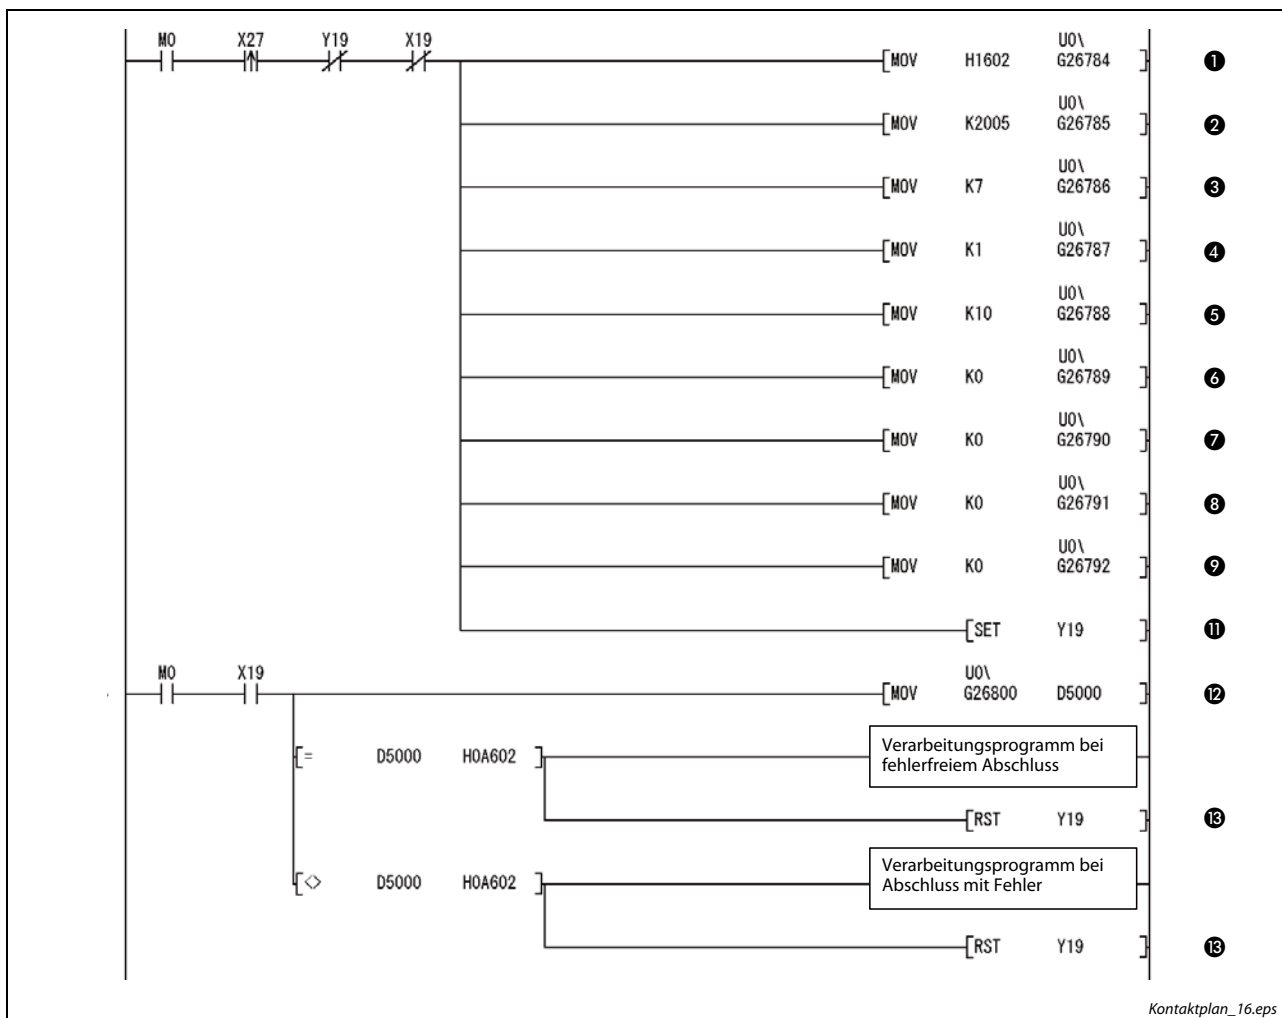 M0 X27 Y19 X19
[MOV H1602 U0\ G26784 ] ❶
[MOV K2005 U0\ G26785 ] ❷
[MOV K7 U0\ G26786 ] ❸
[MOV K1 U0\ G26787 ] ❹
[MOV K10 U0\ G26788 ] ❺
[MOV K0 U0\ G26789 ] ❻
[MOV K0 U0\ G26790 ] ❼
[MOV K0 U0\ G26791 ] ❽
[MOV K0 U0\ G26792 ] ❾
[SET Y19 ] ⓫
M0 X19
[MOV U0\ G26800 D5000 ] ⓬
[= D5000 H0A602 ]
Verarbeitungsprogramm bei
fehlerfreiem Abschluss
[RST Y19 ] ⓭
[<> D5000 H0A602 ]
Verarbeitungsprogramm bei
Abschluss mit Fehler
[RST Y19 ] ⓭
Kontaktplan_16.eps